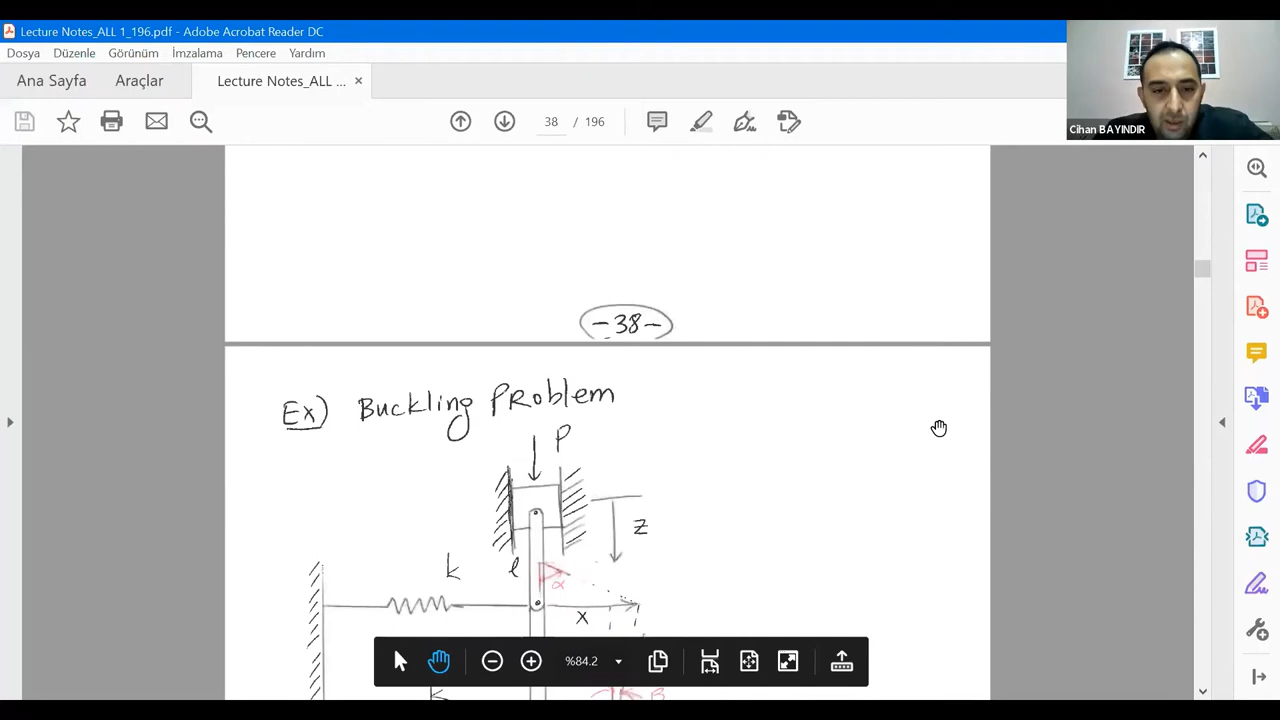 Lecture Notes_ALL 1_196.pdf - Adobe Acrobat Reader DC
Dosya Düzenle Görünüm İmzalama Pencere Yardım
Ana Sayfa Araçlar Lecture Notes_ALL ... ×
38 / 196
Cihan BAYINDIR
-38-
Ex) Buckling Problem
P
z
k l α
x
%84.2
k B